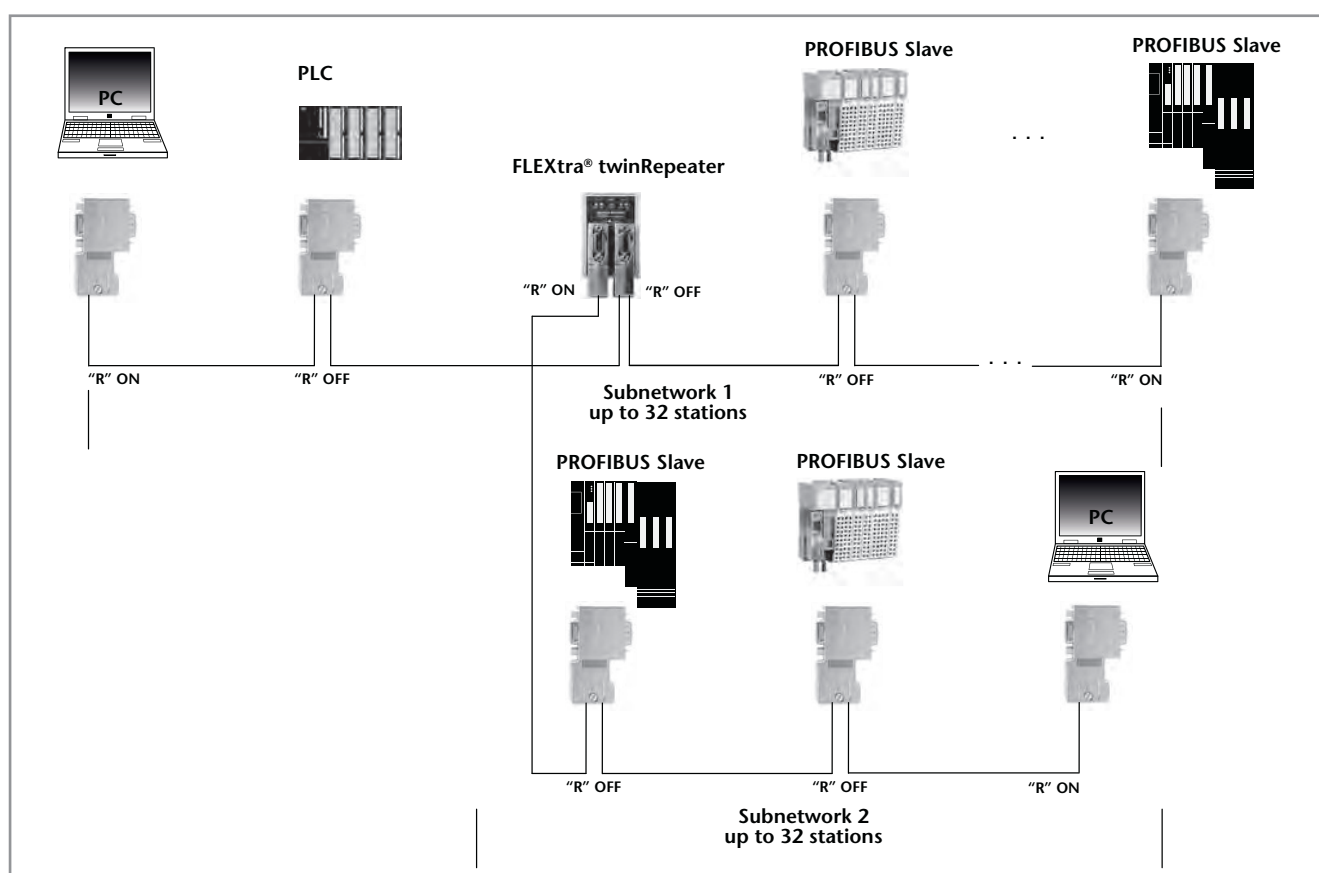 PROFIBUS Slave
PROFIBUS Slave
PLC
PC
. . .
FLEXtra® twinRepeater
“R” ON
“R” OFF
. . .
“R” ON
“R” OFF
“R” OFF
“R” ON
Subnetwork 1
up to 32 stations
PROFIBUS Slave
PROFIBUS Slave
PC
“R” OFF
“R” OFF
“R” ON
Subnetwork 2
up to 32 stations